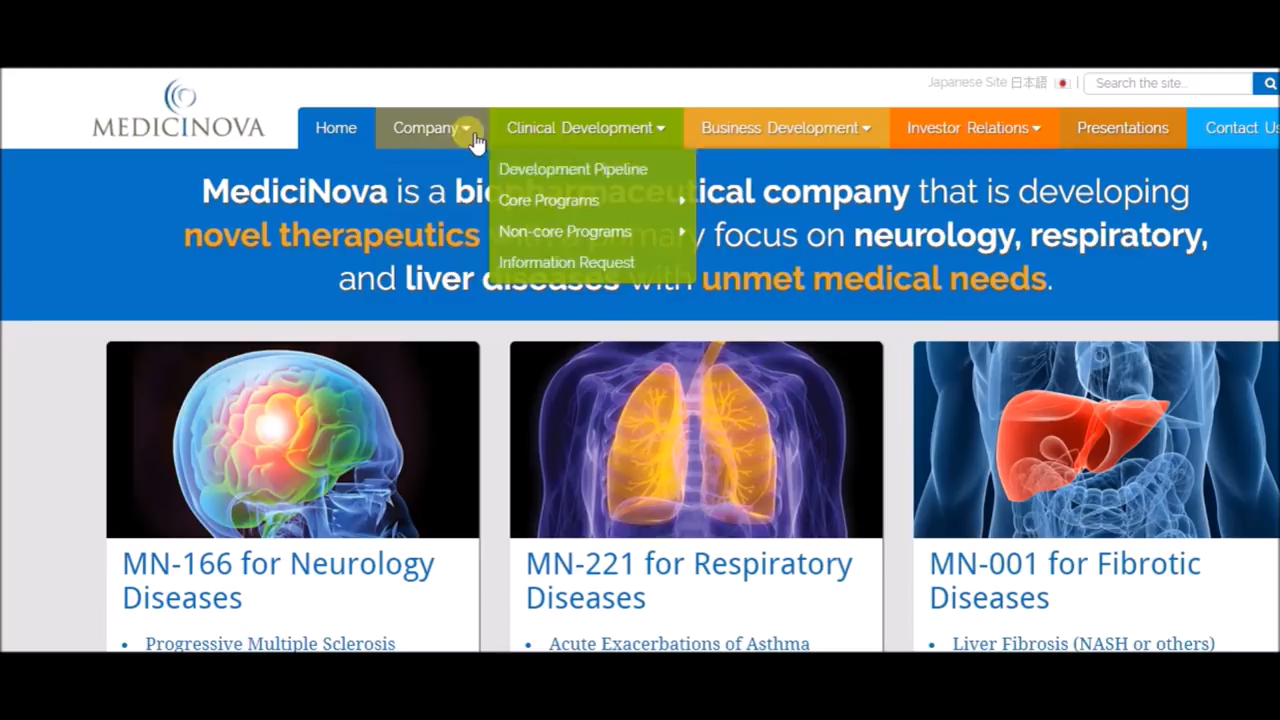 Japanese Site 日本語
Search the site...
MEDICINOVA
Home
Company
Clinical Development
Business Development
Investor Relations
Presentations
Contact Us
Development Pipeline
Core Programs
Non-core Programs
Information Request
MediciNova is a biopharmaceutical company that is developing
novel therapeutics primary focus on neurology, respiratory,
and liver diseases with unmet medical needs.
MN-166 for Neurology
Diseases
Progressive Multiple Sclerosis
MN-221 for Respiratory
Diseases
Acute Exacerbations of Asthma
MN-001 for Fibrotic
Diseases
Liver Fibrosis (NASH or others)